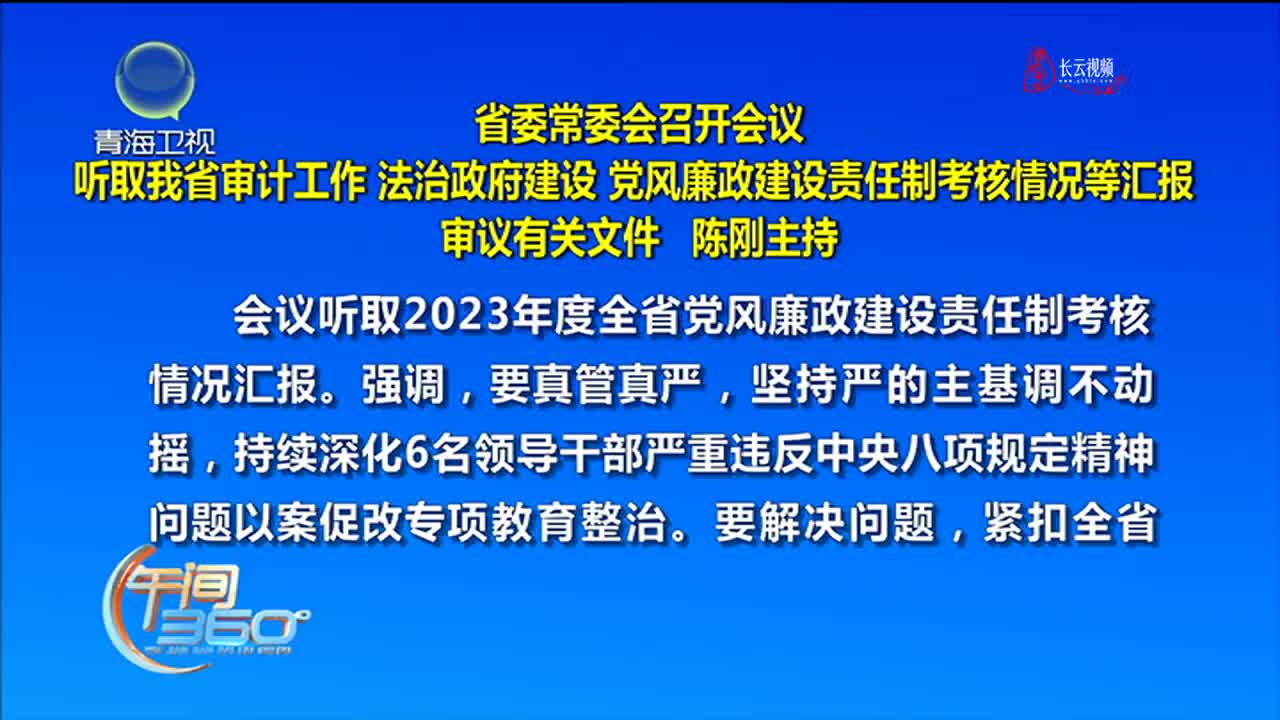 青海卫视
长云视频
省委常委会召开会议
听取我省审计工作 法治政府建设 党风廉政建设责任制考核情况等汇报
审议有关文件 陈刚主持
会议听取2023年度全省党风廉政建设责任制考核
情况汇报。强调，要真管真严，坚持严的主基调不动
摇，持续深化6名领导干部严重违反中央八项规定精神
问题以案促改专项教育整治。要解决问题，紧扣全省
午间
360°